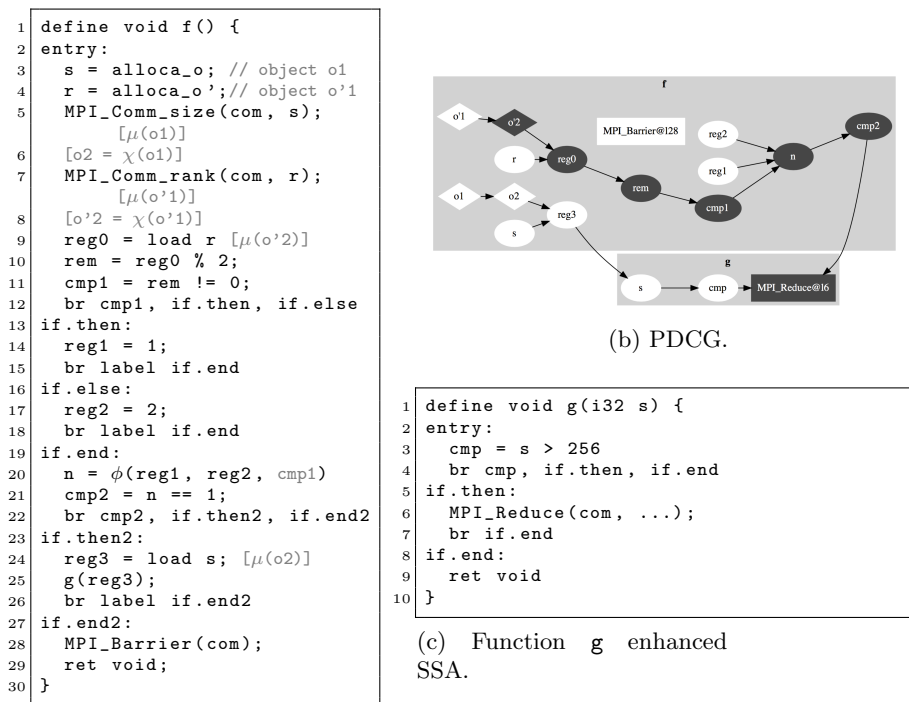 1 define void f() {
2 entry:
3 s = alloca_o; // object o1
4 r = alloca_o';// object o'1
5 MPI_Comm_size(com, s);
[μ(o1)]
6 [o2 = χ(o1)]
7 MPI_Comm_rank(com, r);
[μ(o'1)]
8 [o'2 = χ(o'1)]
9 reg0 = load r [μ(o'2)]
10 rem = reg0 % 2;
11 cmp1 = rem != 0;
12 br cmp1, if.then, if.else
13 if.then:
14 reg1 = 1;
15 br label if.end
16 if.else:
17 reg2 = 2;
18 br label if.end
19 if.end:
20 n = ϕ(reg1, reg2, cmp1)
21 cmp2 = n == 1;
22 br cmp2, if.then2, if.end2
23 if.then2:
24 reg3 = load s; [μ(o2)]
25 g(reg3);
26 br label if.end2
27 if.end2:
28 MPI_Barrier(com);
29 ret void;
30 }
f
o'1
o'2
MPI_Barrier@l28
reg2
cmp2
r
reg0
reg1
n
rem
cmp1
o1
o2
reg3
s
g
s
cmp
MPI_Reduce@l6
(b) PDCG.
1 define void g(i32 s) {
2 entry:
3 cmp = s > 256
4 br cmp, if.then, if.end
5 if.then:
6 MPI_Reduce(com, ...);
7 br if.end
8 if.end:
9 ret void
10 }
(c) Function g enhanced
SSA.